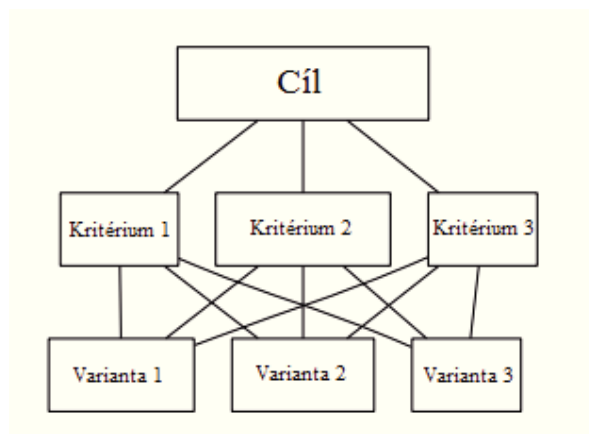 Cíl
Kritérium 1
Kritérium 2
Kritérium 3
Varianta 1
Varianta 2
Varianta 3